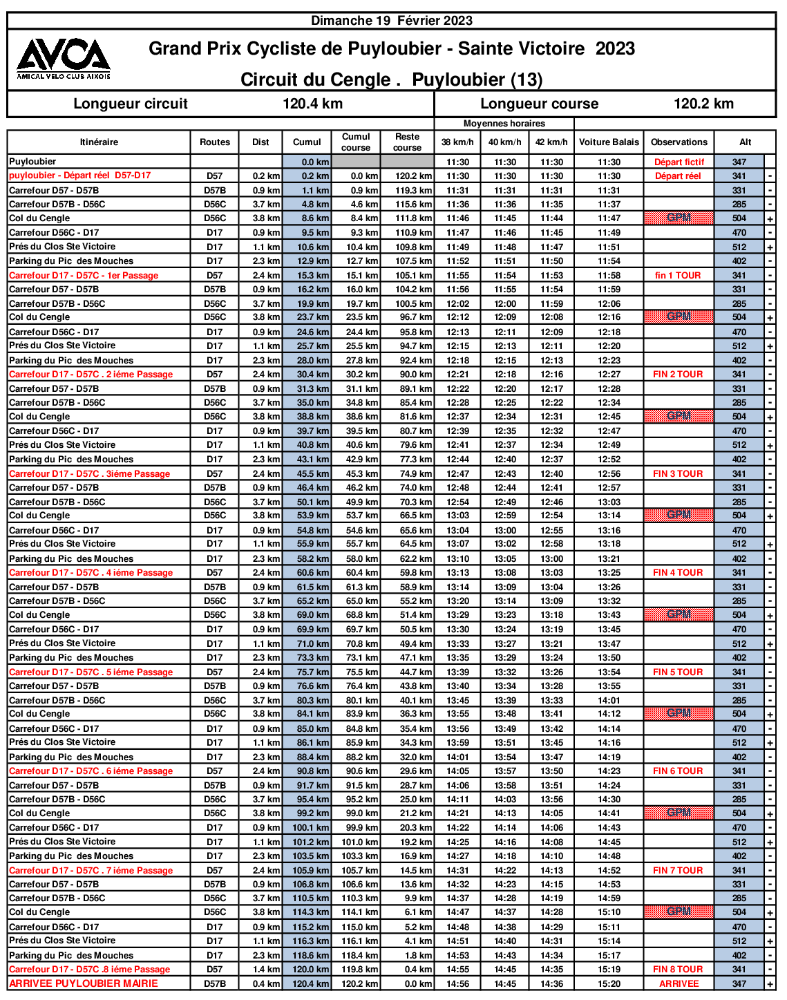 Dimanche 19 Février 2023
AVCA
AMICAL VELO CLUB AIXOIS
Grand Prix Cycliste de Puyloubier - Sainte Victoire 2023
Circuit du Cengle . Puyloubier (13)
Longueur circuit 120.4 km Longueur course 120.2 km
Moyennes horaires
Itinéraire Routes Dist Cumul Cumul course Reste course 38 km/h 40 km/h 42 km/h Voiture Balais Observations Alt
Puyloubier 0.0 km 11:30 11:30 11:30 11:30 Départ fictif 347
puyloubier - Départ réel D57-D17 D57 0.2 km 0.2 km 0.0 km 120.2 km 11:30 11:30 11:30 11:30 Départ réel 341 -
Carrefour D57 - D57B D57B 0.9 km 1.1 km 0.9 km 119.3 km 11:31 11:31 11:31 11:31 331 -
Carrefour D57B - D56C D56C 3.7 km 4.8 km 4.6 km 115.6 km 11:36 11:36 11:35 11:37 285 -
Col du Cengle D56C 3.8 km 8.6 km 8.4 km 111.8 km 11:46 11:45 11:44 11:47 GPM 504 +
Carrefour D56C - D17 D17 0.9 km 9.5 km 9.3 km 110.9 km 11:47 11:46 11:45 11:49 470 -
Prés du Clos Ste Victoire D17 1.1 km 10.6 km 10.4 km 109.8 km 11:49 11:48 11:47 11:51 512 +
Parking du Pic des Mouches D17 2.3 km 12.9 km 12.7 km 107.5 km 11:52 11:51 11:50 11:54 402 -
Carrefour D17 - D57C - 1er Passage D57 2.4 km 15.3 km 15.1 km 105.1 km 11:55 11:54 11:53 11:58 fin 1 TOUR 341 -
Carrefour D57 - D57B D57B 0.9 km 16.2 km 16.0 km 104.2 km 11:56 11:55 11:54 11:59 331 -
Carrefour D57B - D56C D56C 3.7 km 19.9 km 19.7 km 100.5 km 12:02 12:00 11:59 12:06 285 -
Col du Cengle D56C 3.8 km 23.7 km 23.5 km 96.7 km 12:12 12:09 12:08 12:16 GPM 504 +
Carrefour D56C - D17 D17 0.9 km 24.6 km 24.4 km 95.8 km 12:13 12:11 12:09 12:18 470 -
Prés du Clos Ste Victoire D17 1.1 km 25.7 km 25.5 km 94.7 km 12:15 12:13 12:11 12:20 512 +
Parking du Pic des Mouches D17 2.3 km 28.0 km 27.8 km 92.4 km 12:18 12:15 12:13 12:23 402 -
Carrefour D17 - D57C . 2 iéme Passage D57 2.4 km 30.4 km 30.2 km 90.0 km 12:21 12:18 12:16 12:27 FIN 2 TOUR 341 -
Carrefour D57 - D57B D57B 0.9 km 31.3 km 31.1 km 89.1 km 12:22 12:20 12:17 12:28 331 -
Carrefour D57B - D56C D56C 3.7 km 35.0 km 34.8 km 85.4 km 12:28 12:25 12:22 12:34 285 -
Col du Cengle D56C 3.8 km 38.8 km 38.6 km 81.6 km 12:37 12:34 12:31 12:45 GPM 504 +
Carrefour D56C - D17 D17 0.9 km 39.7 km 39.5 km 80.7 km 12:39 12:35 12:32 12:47 470 -
Prés du Clos Ste Victoire D17 1.1 km 40.8 km 40.6 km 79.6 km 12:41 12:37 12:34 12:49 512 +
Parking du Pic des Mouches D17 2.3 km 43.1 km 42.9 km 77.3 km 12:44 12:40 12:37 12:52 402 -
Carrefour D17 - D57C . 3iéme Passage D57 2.4 km 45.5 km 45.3 km 74.9 km 12:47 12:43 12:40 12:56 FIN 3 TOUR 341 -
Carrefour D57 - D57B D57B 0.9 km 46.4 km 46.2 km 74.0 km 12:48 12:44 12:41 12:57 331 -
Carrefour D57B - D56C D56C 3.7 km 50.1 km 49.9 km 70.3 km 12:54 12:49 12:46 13:03 285 -
Col du Cengle D56C 3.8 km 53.9 km 53.7 km 66.5 km 13:03 12:59 12:54 13:14 GPM 504 +
Carrefour D56C - D17 D17 0.9 km 54.8 km 54.6 km 65.6 km 13:04 13:00 12:55 13:16 470
Prés du Clos Ste Victoire D17 1.1 km 55.9 km 55.7 km 64.5 km 13:07 13:02 12:58 13:18 512 +
Parking du Pic des Mouches D17 2.3 km 58.2 km 58.0 km 62.2 km 13:10 13:05 13:00 13:21 402 -
Carrefour D17 - D57C . 4 iéme Passage D57 2.4 km 60.6 km 60.4 km 59.8 km 13:13 13:08 13:03 13:25 FIN 4 TOUR 341 -
Carrefour D57 - D57B D57B 0.9 km 61.5 km 61.3 km 58.9 km 13:14 13:09 13:04 13:26 331 -
Carrefour D57B - D56C D56C 3.7 km 65.2 km 65.0 km 55.2 km 13:20 13:14 13:09 13:32 285 -
Col du Cengle D56C 3.8 km 69.0 km 68.8 km 51.4 km 13:29 13:23 13:18 13:43 GPM 504 +
Carrefour D56C - D17 D17 0.9 km 69.9 km 69.7 km 50.5 km 13:30 13:24 13:19 13:45 470 -
Prés du Clos Ste Victoire D17 1.1 km 71.0 km 70.8 km 49.4 km 13:33 13:27 13:21 13:47 512 +
Parking du Pic des Mouches D17 2.3 km 73.3 km 73.1 km 47.1 km 13:35 13:29 13:24 13:50 402 -
Carrefour D17 - D57C . 5 iéme Passage D57 2.4 km 75.7 km 75.5 km 44.7 km 13:39 13:32 13:26 13:54 FIN 5 TOUR 341 -
Carrefour D57 - D57B D57B 0.9 km 76.6 km 76.4 km 43.8 km 13:40 13:34 13:28 13:55 331 -
Carrefour D57B - D56C D56C 3.7 km 80.3 km 80.1 km 40.1 km 13:45 13:39 13:33 14:01 285 -
Col du Cengle D56C 3.8 km 84.1 km 83.9 km 36.3 km 13:55 13:48 13:41 14:12 GPM 504 +
Carrefour D56C - D17 D17 0.9 km 85.0 km 84.8 km 35.4 km 13:56 13:49 13:42 14:14 470 -
Prés du Clos Ste Victoire D17 1.1 km 86.1 km 85.9 km 34.3 km 13:59 13:51 13:45 14:16 512 +
Parking du Pic des Mouches D17 2.3 km 88.4 km 88.2 km 32.0 km 14:01 13:54 13:47 14:19 402 -
Carrefour D17 - D57C . 6 iéme Passage D57 2.4 km 90.8 km 90.6 km 29.6 km 14:05 13:57 13:50 14:23 FIN 6 TOUR 341 -
Carrefour D57 - D57B D57B 0.9 km 91.7 km 91.5 km 28.7 km 14:06 13:58 13:51 14:24 331 -
Carrefour D57B - D56C D56C 3.7 km 95.4 km 95.2 km 25.0 km 14:11 14:03 13:56 14:30 285 -
Col du Cengle D56C 3.8 km 99.2 km 99.0 km 21.2 km 14:21 14:13 14:05 14:41 GPM 504 +
Carrefour D56C - D17 D17 0.9 km 100.1 km 99.9 km 20.3 km 14:22 14:14 14:06 14:43 470 -
Prés du Clos Ste Victoire D17 1.1 km 101.2 km 101.0 km 19.2 km 14:25 14:16 14:08 14:45 512 +
Parking du Pic des Mouches D17 2.3 km 103.5 km 103.3 km 16.9 km 14:27 14:18 14:10 14:48 402 -
Carrefour D17 - D57C . 7 iéme Passage D57 2.4 km 105.9 km 105.7 km 14.5 km 14:31 14:22 14:13 14:52 FIN 7 TOUR 341 -
Carrefour D57 - D57B D57B 0.9 km 106.8 km 106.6 km 13.6 km 14:32 14:23 14:15 14:53 331 -
Carrefour D57B - D56C D56C 3.7 km 110.5 km 110.3 km 9.9 km 14:37 14:28 14:19 14:59 285 -
Col du Cengle D56C 3.8 km 114.3 km 114.1 km 6.1 km 14:47 14:37 14:28 15:10 GPM 504 +
Carrefour D56C - D17 D17 0.9 km 115.2 km 115.0 km 5.2 km 14:48 14:38 14:29 15:11 470 -
Prés du Clos Ste Victoire D17 1.1 km 116.3 km 116.1 km 4.1 km 14:51 14:40 14:31 15:14 512 +
Parking du Pic des Mouches D17 2.3 km 118.6 km 118.4 km 1.8 km 14:53 14:43 14:34 15:17 402 -
Carrefour D17 - D57C .8 iéme Passage D57 1.4 km 120.0 km 119.8 km 0.4 km 14:55 14:45 14:35 15:19 FIN 8 TOUR 341 -
ARRIVEE PUYLOUBIER MAIRIE D57B 0.4 km 120.4 km 120.2 km 0.0 km 14:56 14:45 14:36 15:20 ARRIVEE 347 +